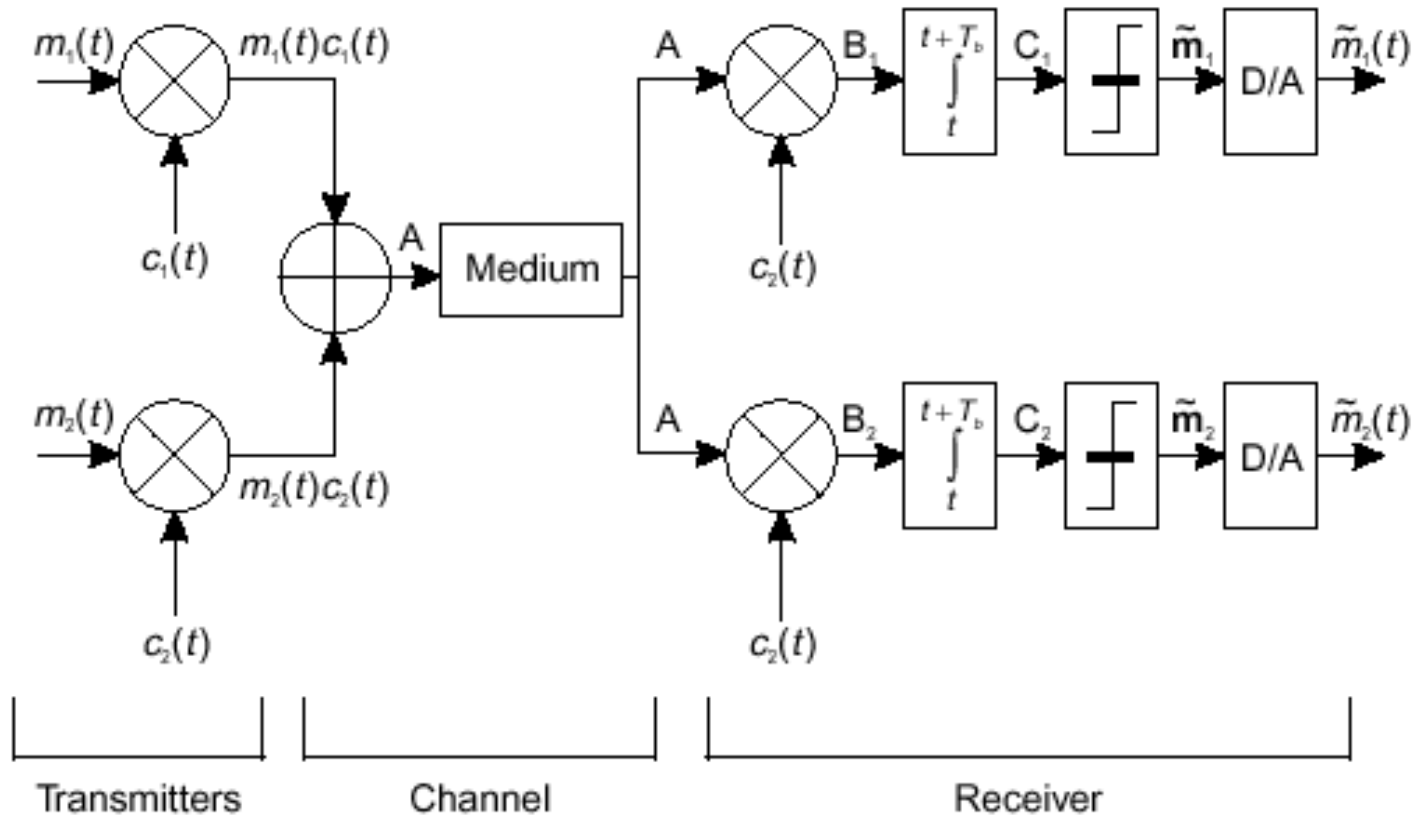 m₁(t)
m₁(t)c₁(t)
c₁(t)
A
Medium
m₂(t)
m₂(t)c₂(t)
c₂(t)
A
c₂(t)
B₁
t + T_b
∫
t
C₁
m̃₁
D/A
m̃₁(t)
A
c₂(t)
B₂
t + T_b
∫
t
C₂
m̃₂
D/A
m̃₂(t)
Transmitters
Channel
Receiver